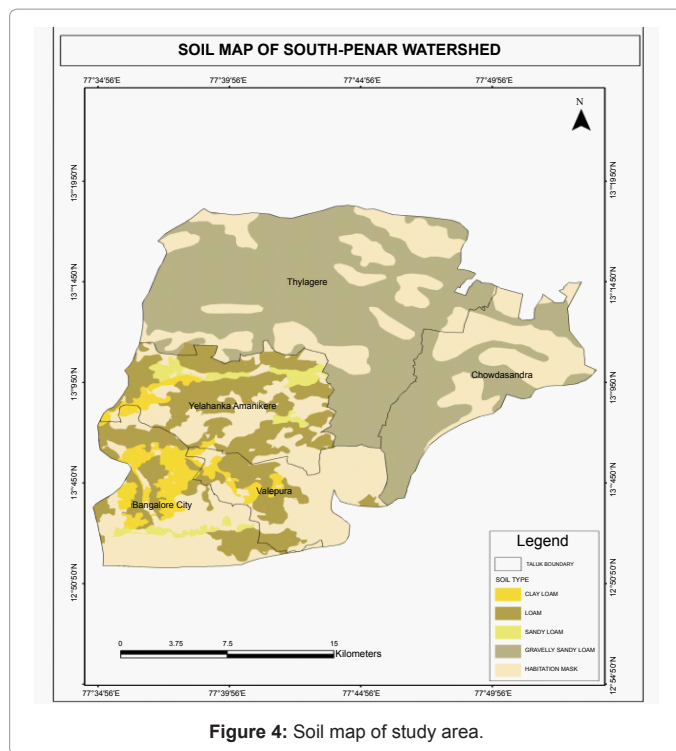 SOIL MAP OF SOUTH-PENAR WATERSHED
77°34'56"E 77°39'56"E 77°44'56"E 77°49'56"E
N
13°19'50"N 13°19'50"N
13°14'50"N 13°14'50"N
Thylagere
13°9'50"N 13°9'50"N
Chowdasandra
Yelahanka Amanikere
13°4'50"N 13°4'50"N
Valepura
Bangalore City
Legend
TALUK BOUNDARY
SOIL TYPE
CLAY LOAM
LOAM
SANDY LOAM
GRAVELLY SANDY LOAM
HABITATION MASK
12°50'50"N 12°50'50"N
0 3.75 7.5 15
Kilometers
12°54'50"N
77°34'56"E 77°39'56"E 77°44'56"E 77°49'56"E
Figure 4: Soil map of study area.